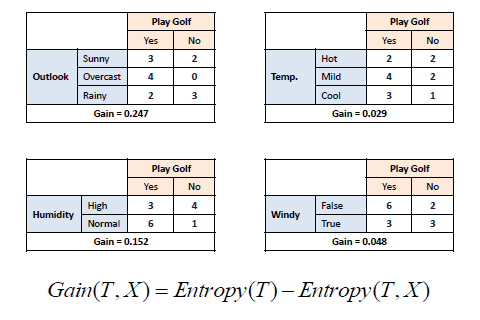 Play Golf
Yes No
Outlook Sunny 3 2
Overcast 4 0
Rainy 2 3
Gain = 0.247
Play Golf
Yes No
Temp. Hot 2 2
Mild 4 2
Cool 3 1
Gain = 0.029
Play Golf
Yes No
Humidity High 3 4
Normal 6 1
Gain = 0.152
Play Golf
Yes No
Windy False 6 2
True 3 3
Gain = 0.048
Gain(T, X) = Entropy(T) – Entropy(T, X)